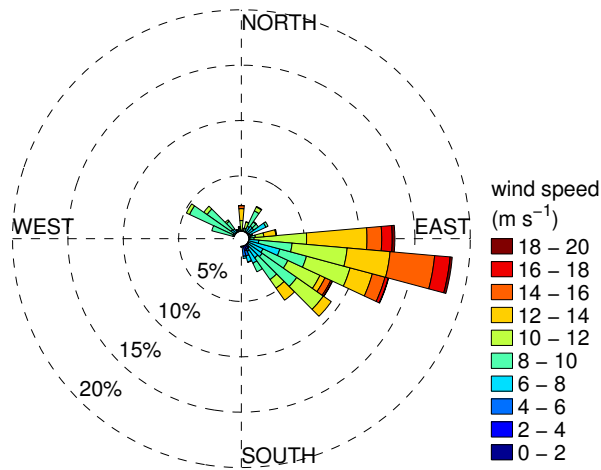 NORTH
WEST
EAST
SOUTH
5%
10%
15%
20%
wind speed
(m s⁻¹)
18 − 20
16 − 18
14 − 16
12 − 14
10 − 12
8 − 10
6 − 8
4 − 6
2 − 4
0 − 2